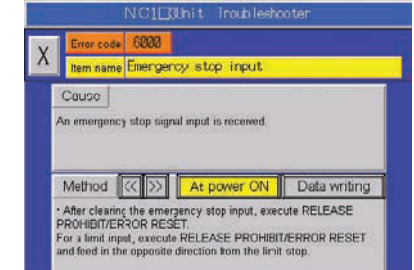 NC1□3Unit Troubleshooter
X
Error code 6000
Item name Emergency stop input
Cause
An emergency stop signal input is received.
Method << >> At power ON Data writing
• After clearing the emergency stop input, execute RELEASE
PROHIBIT/ERROR RESET.
For a limit input, execute RELEASE PROHIBIT/ERROR RESET
and feed in the opposite direction from the limit stop.